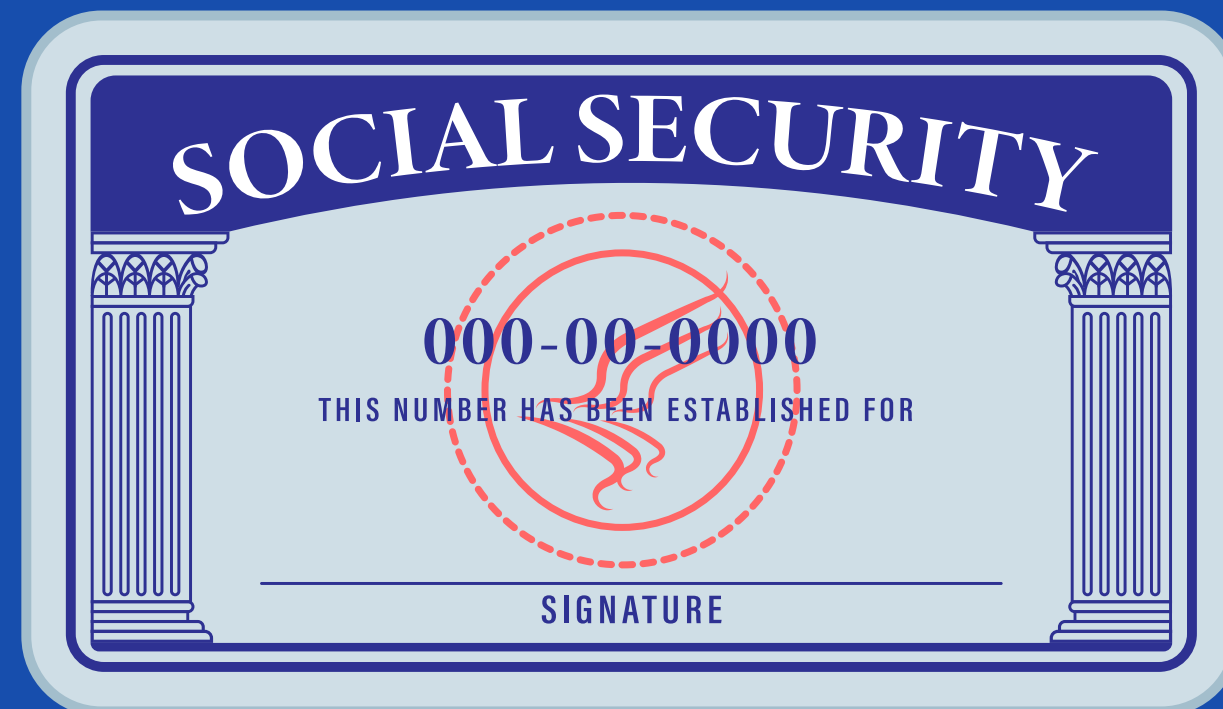 SOCIAL SECURITY
000-00-0000
THIS NUMBER HAS BEEN ESTABLISHED FOR
SIGNATURE